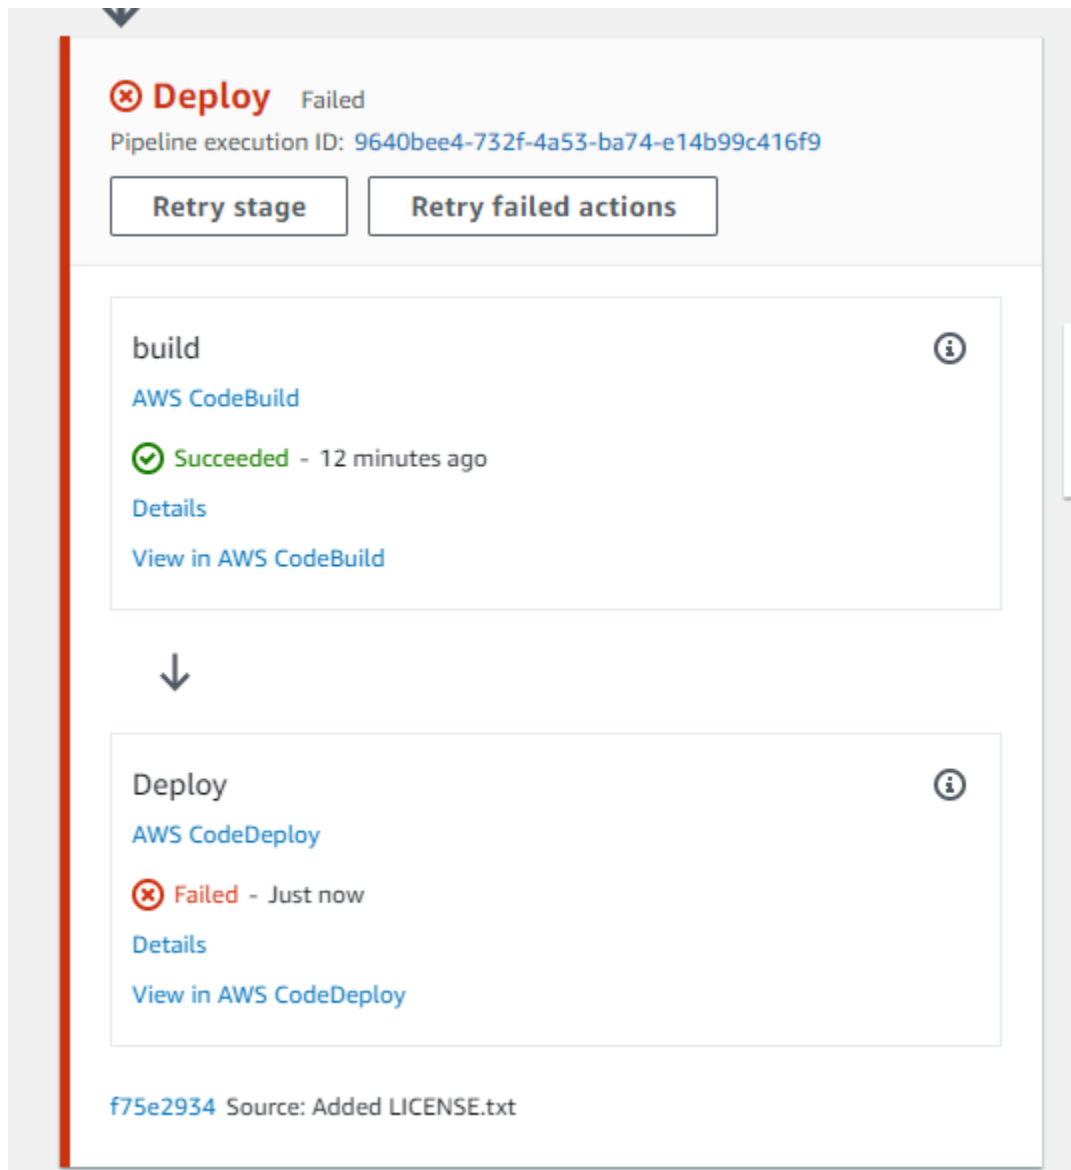 Deploy Failed
Pipeline execution ID: 9640bee4-732f-4a53-ba74-e14b99c416f9
Retry stage Retry failed actions
build
AWS CodeBuild
Succeeded - 12 minutes ago
Details
View in AWS CodeBuild
Deploy
AWS CodeDeploy
Failed - Just now
Details
View in AWS CodeDeploy
f75e2934 Source: Added LICENSE.txt